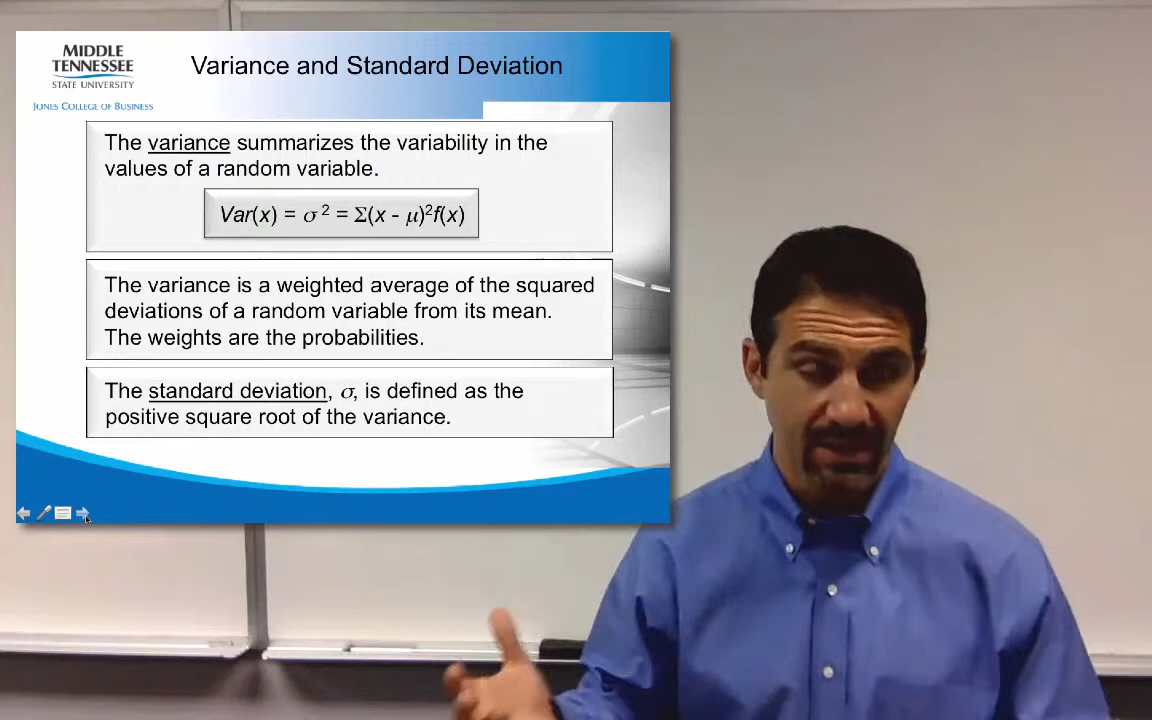 MIDDLE
TENNESSEE
STATE UNIVERSITY
JONES COLLEGE OF BUSINESS
Variance and Standard Deviation
The variance summarizes the variability in the
values of a random variable.
Var(x) = σ² = Σ(x - μ)²f(x)
The variance is a weighted average of the squared
deviations of a random variable from its mean.
The weights are the probabilities.
The standard deviation, σ, is defined as the
positive square root of the variance.